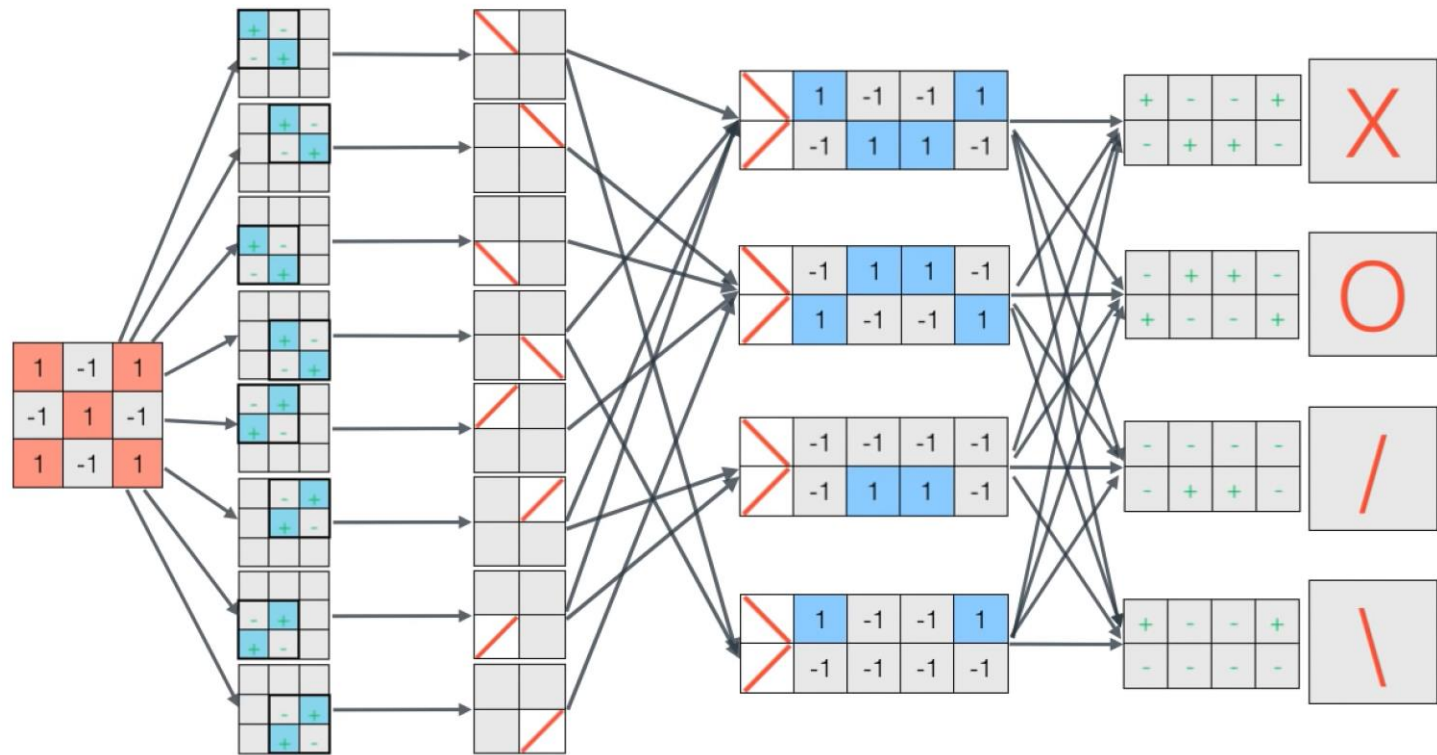 + -
- +
+ -
- +
+ -
- +
+ -
- +
- +
+ -
- +
+ -
- +
+ -
- +
+ -
1 -1 1
-1 1 -1
1 -1 1
1 -1 -1 1
-1 1 1 -1
-1 1 1 -1
1 -1 -1 1
-1 -1 -1 -1
-1 1 1 -1
1 -1 -1 1
-1 -1 -1 -1
+ - - +
- + + -
X
- + + -
+ - - +
O
- - - -
- + + -
/
+ - - +
- - - -
\